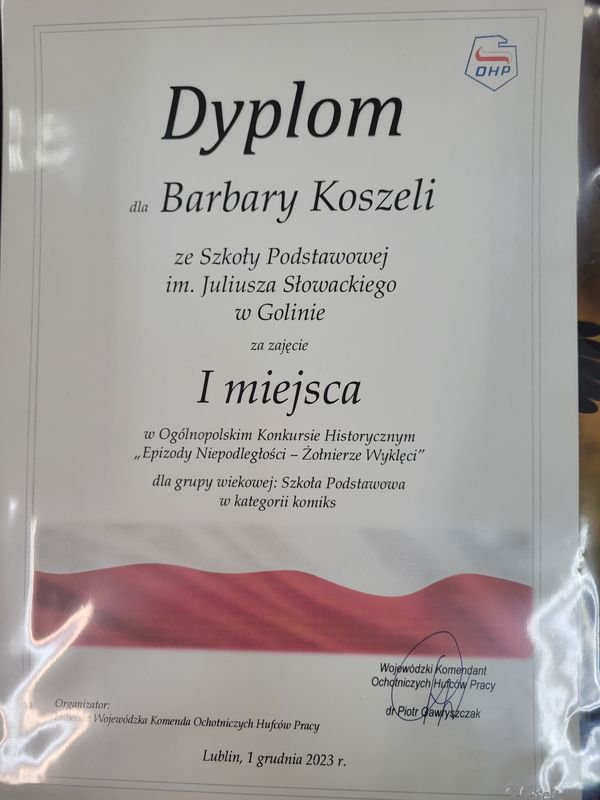 OHP
Dyplom
dla Barbary Koszeli
ze Szkoły Podstawowej
im. Juliusza Słowackiego
w Golinie
za zajęcie
I miejsca
w Ogólnopolskim Konkursie Historycznym
„Epizody Niepodległości – Żołnierze Wyklęci”
dla grupy wiekowej: Szkoła Podstawowa
w kategorii komiks
Wojewódzki Komendant
Ochotniczych Hufców Pracy
dr Piotr Gawryszczak
Organizator:
Lubelska Wojewódzka Komenda Ochotniczych Hufców Pracy
Lublin, 1 grudnia 2023 r.